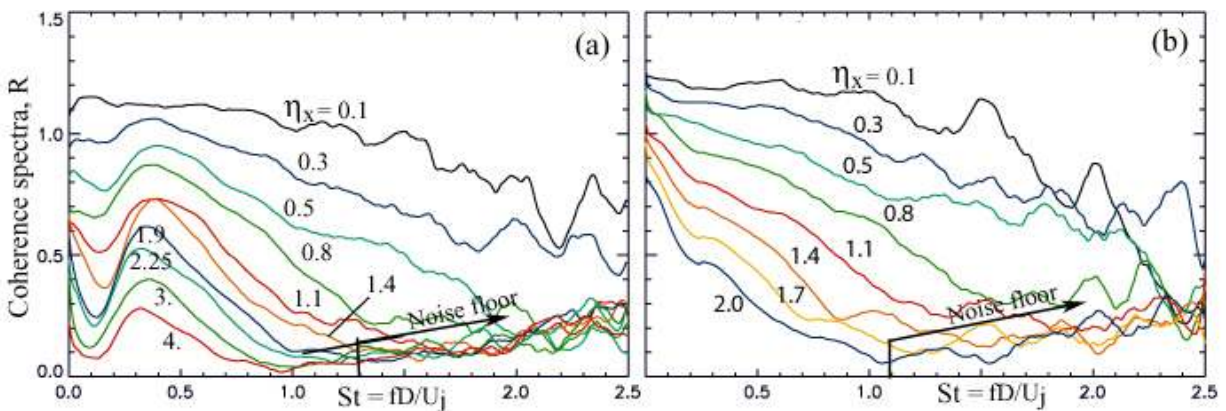 Coherence spectra, R
1.5
1.0
0.5
0.0
(a)
ηx = 0.1
0.3
0.5
0.8
1.1
1.4
1.9
2.25
3.
4.
Noise floor
0.0 0.5 1.0 1.5 2.0 2.5
St = fD/Uj
(b)
ηx = 0.1
0.3
0.5
0.8
1.1
1.4
1.7
2.0
Noise floor
0.5 1.0 1.5 2.0 2.5
St = fD/Uj